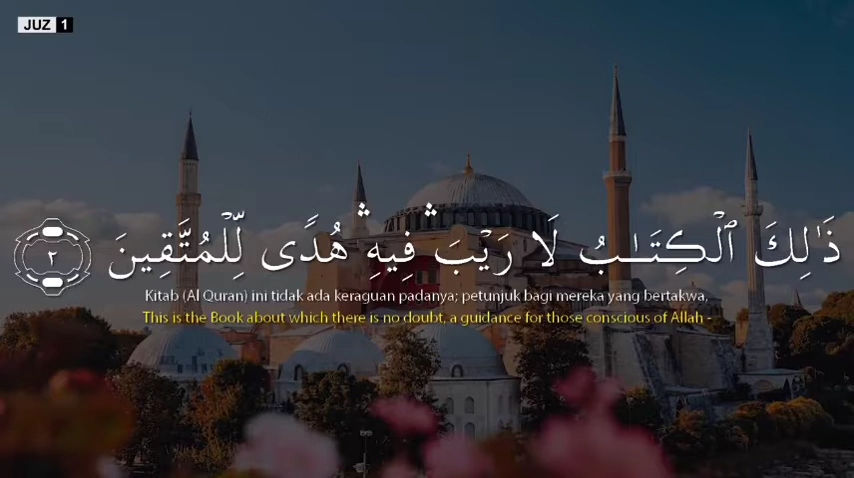 JUZ 1
ذَٰلِكَ ٱلْكِتَـٰبُ لَا رَيْبَ ۛ فِيهِ ۛ هُدًى لِّلْمُتَّقِينَ ٢
Kitab (Al Quran) ini tidak ada keraguan padanya; petunjuk bagi mereka yang bertakwa,
This is the Book about which there is no doubt, a guidance for those conscious of Allah -